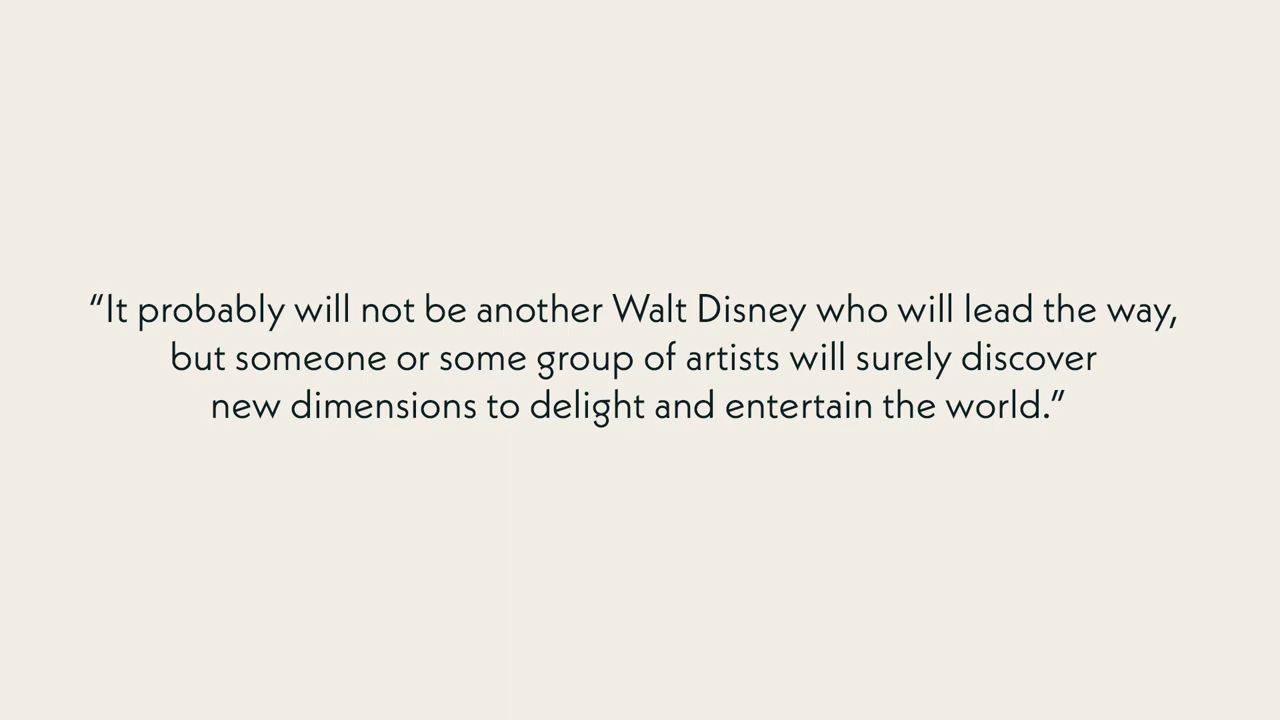 “It probably will not be another Walt Disney who will lead the way,
but someone or some group of artists will surely discover
new dimensions to delight and entertain the world.”